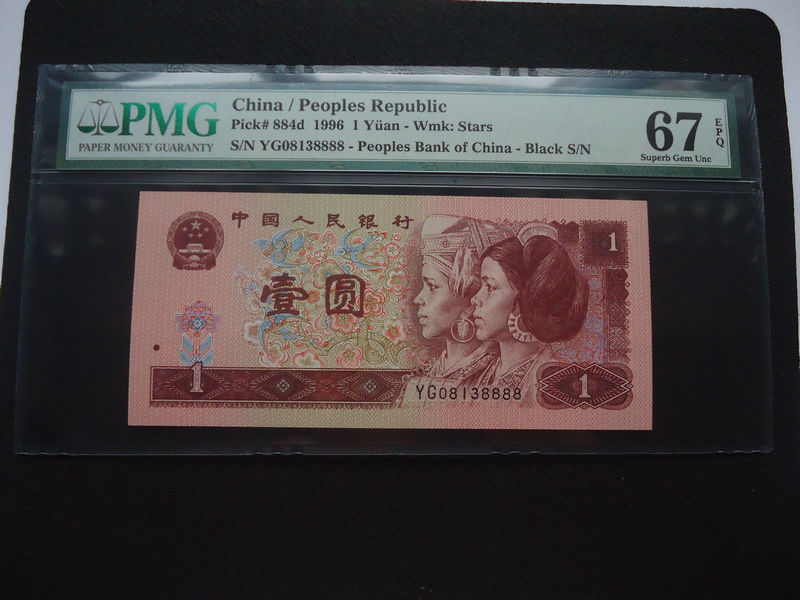 PMG
PAPER MONEY GUARANTY
China / Peoples Republic
Pick# 884d 1996 1 Yüan - Wmk: Stars
S/N YG08138888 - Peoples Bank of China - Black S/N
67
EPQ
Superb Gem Unc
中国人民银行
1
壹圆
1
YG08138888
1